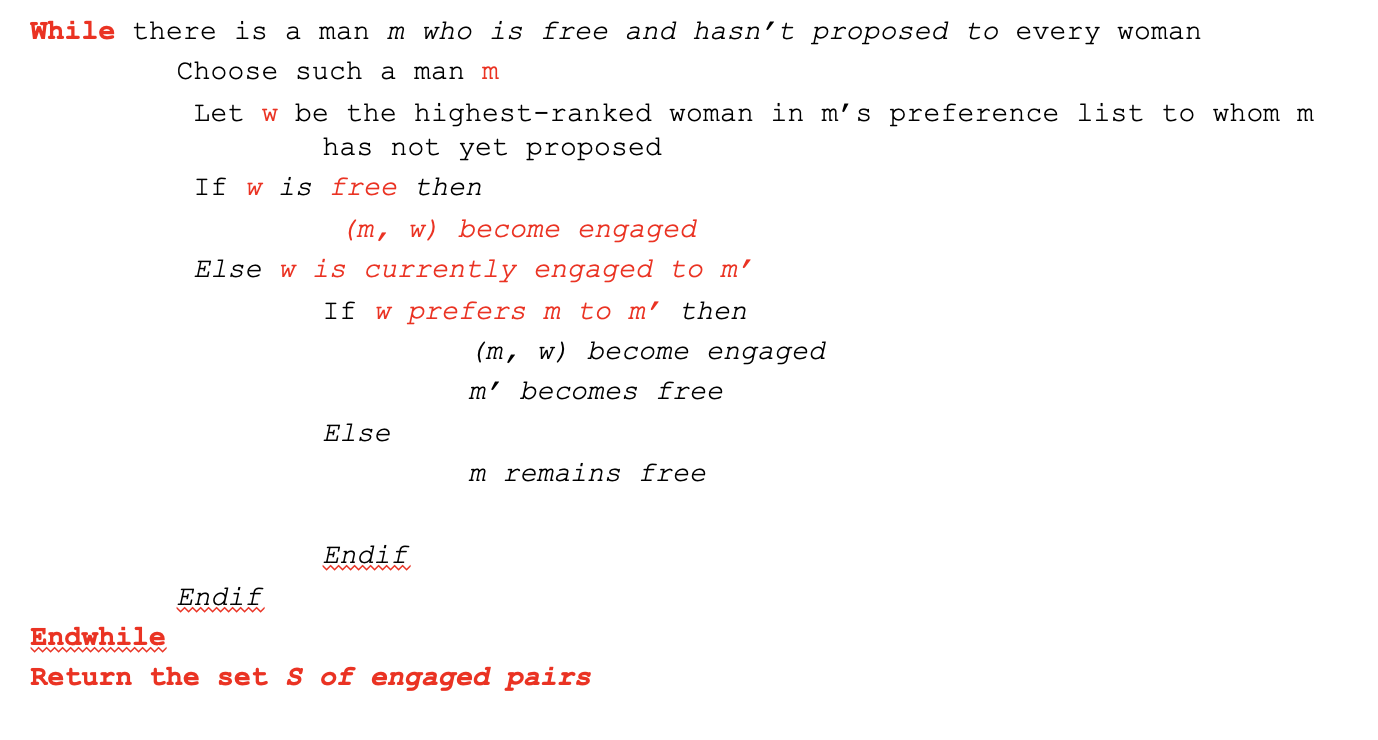 While there is a man m who is free and hasn’t proposed to every woman
Choose such a man m
Let w be the highest-ranked woman in m’s preference list to whom m
has not yet proposed
If w is free then
(m, w) become engaged
Else w is currently engaged to m′
If w prefers m to m′ then
(m, w) become engaged
m′ becomes free
Else
m remains free
Endif
Endif
Endwhile
Return the set S of engaged pairs